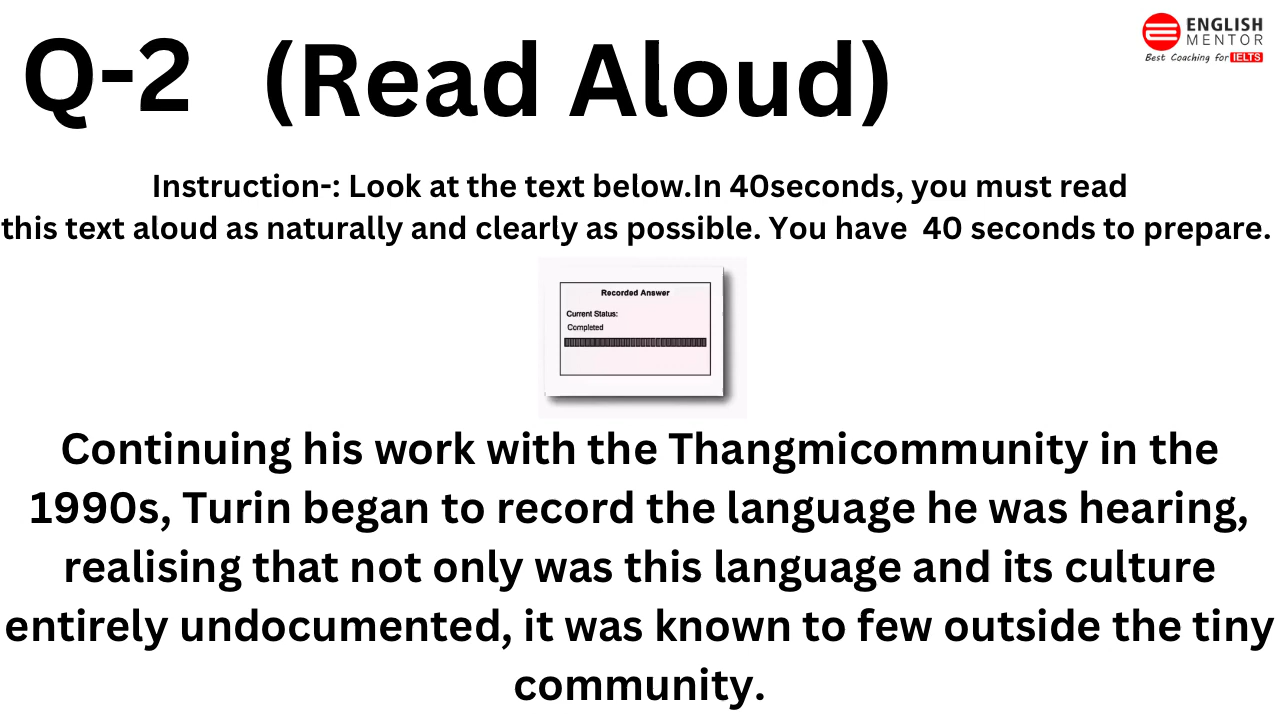 Q-2 (Read Aloud)
ENGLISH
MENTOR
Best Coaching for IELTS
Instruction-: Look at the text below.In 40seconds, you must read
this text aloud as naturally and clearly as possible. You have 40 seconds to prepare.
Recorded Answer
Current Status:
Completed
Continuing his work with the Thangmicommunity in the
1990s, Turin began to record the language he was hearing,
realising that not only was this language and its culture
entirely undocumented, it was known to few outside the tiny
community.